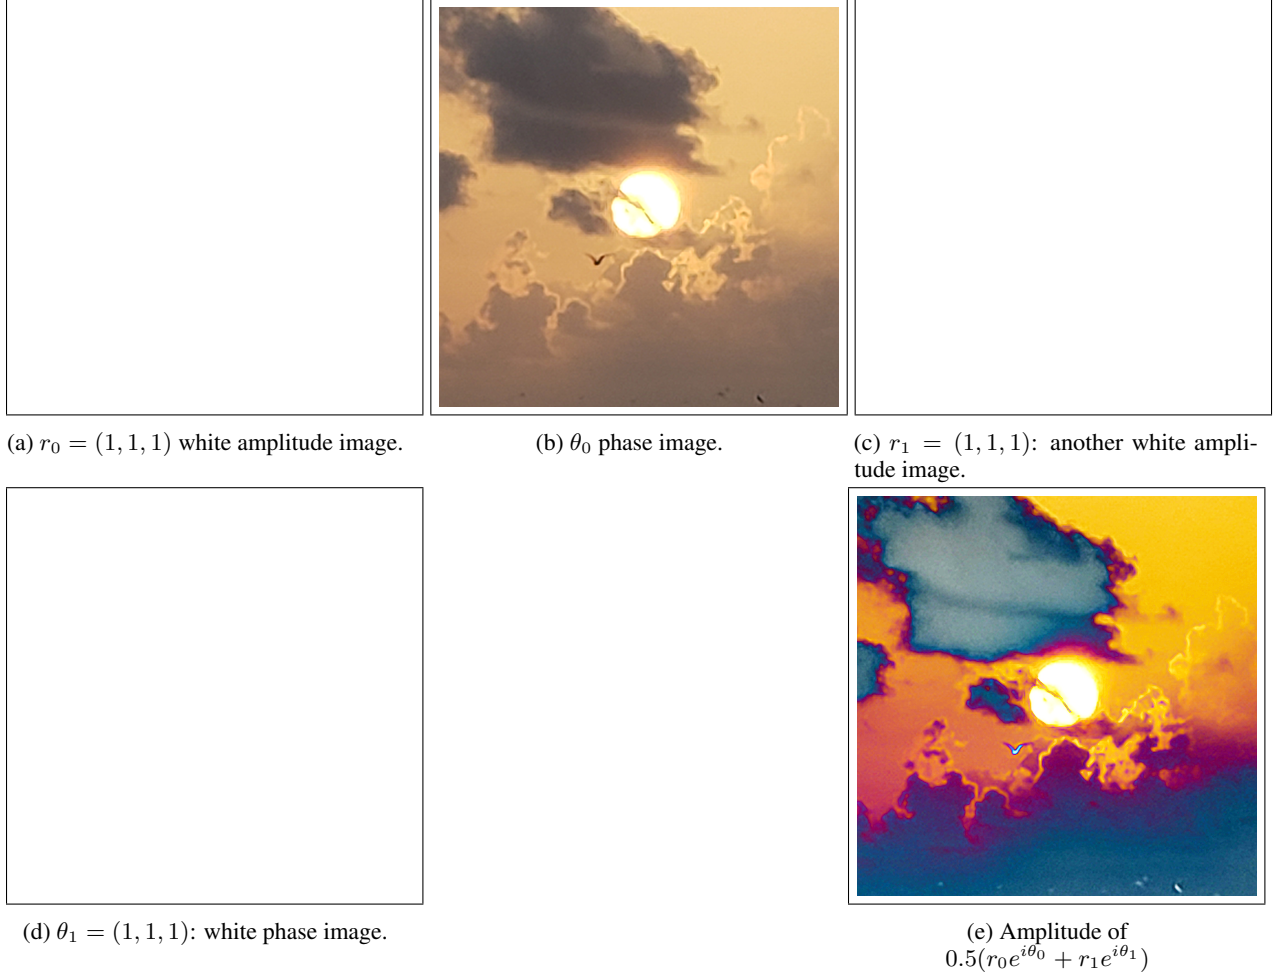 (a) r₀ = (1, 1, 1) white amplitude image.
(b) θ₀ phase image.
(c) r₁ = (1, 1, 1): another white ampli-
tude image.
(d) θ₁ = (1, 1, 1): white phase image.
(e) Amplitude of
0.5(r₀e^{iθ₀} + r₁e^{iθ₁})